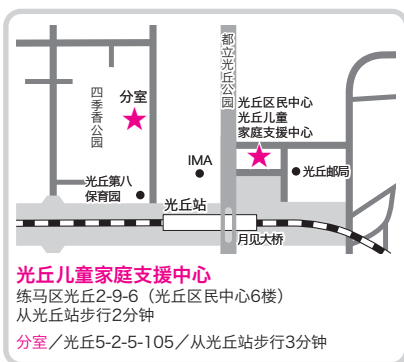 都立光丘公园
四季香公园
分室
光丘区民中心
光丘儿童
家庭支援中心
IMA
光丘邮局
光丘第八
保育园
光丘站
月见大桥
光丘儿童家庭支援中心
练马区光丘2-9-6（光丘区民中心6楼）
从光丘站步行2分钟
分室／光丘5-2-5-105／从光丘站步行3分钟